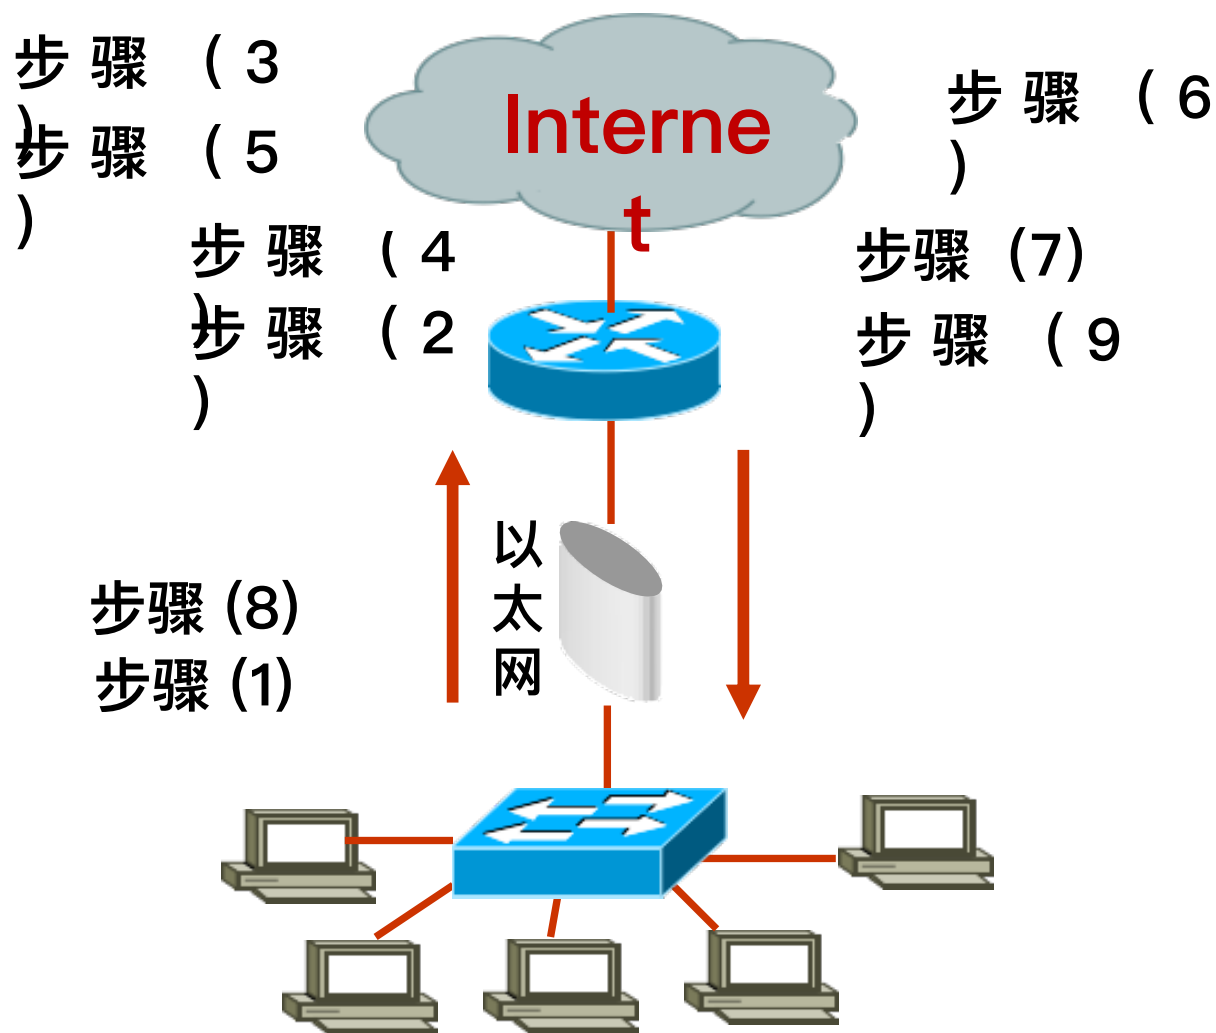 步 骤 ( 3
)
步 骤 ( 5
)
步 骤 ( 4
)
步 骤 ( 2
)
Interne
t
步 骤 ( 6
)
步骤 (7)
步 骤 ( 9
)
以
太
网
步骤 (8)
步骤 (1)